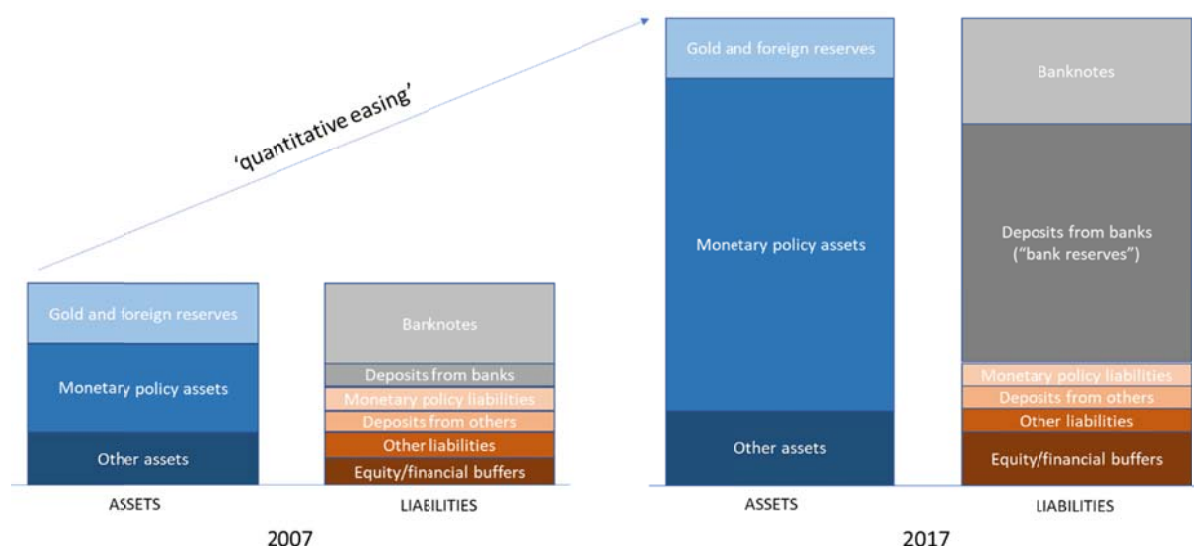 'quantitative easing'
Gold and foreign reserves
Monetary policy assets
Other assets
ASSETS
Banknotes
Deposits from banks
Monetary policy liabilities
Deposits from others
Other liabilities
Equity/financial buffers
LIABILITIES
2007
Gold and foreign reserves
Monetary policy assets
Other assets
ASSETS
Banknotes
Deposits from banks
("bank reserves")
Monetary policy liabilities
Deposits from others
Other liabilities
Equity/financial buffers
LIABILITIES
2017